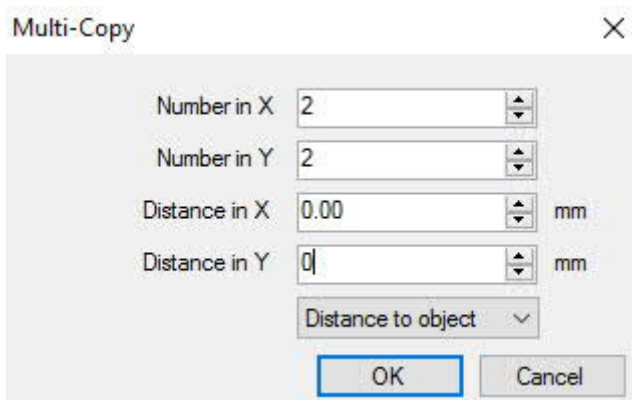 Multi-Copy
Number in X 2
Number in Y 2
Distance in X 0.00 mm
Distance in Y 0 mm
Distance to object
OK Cancel